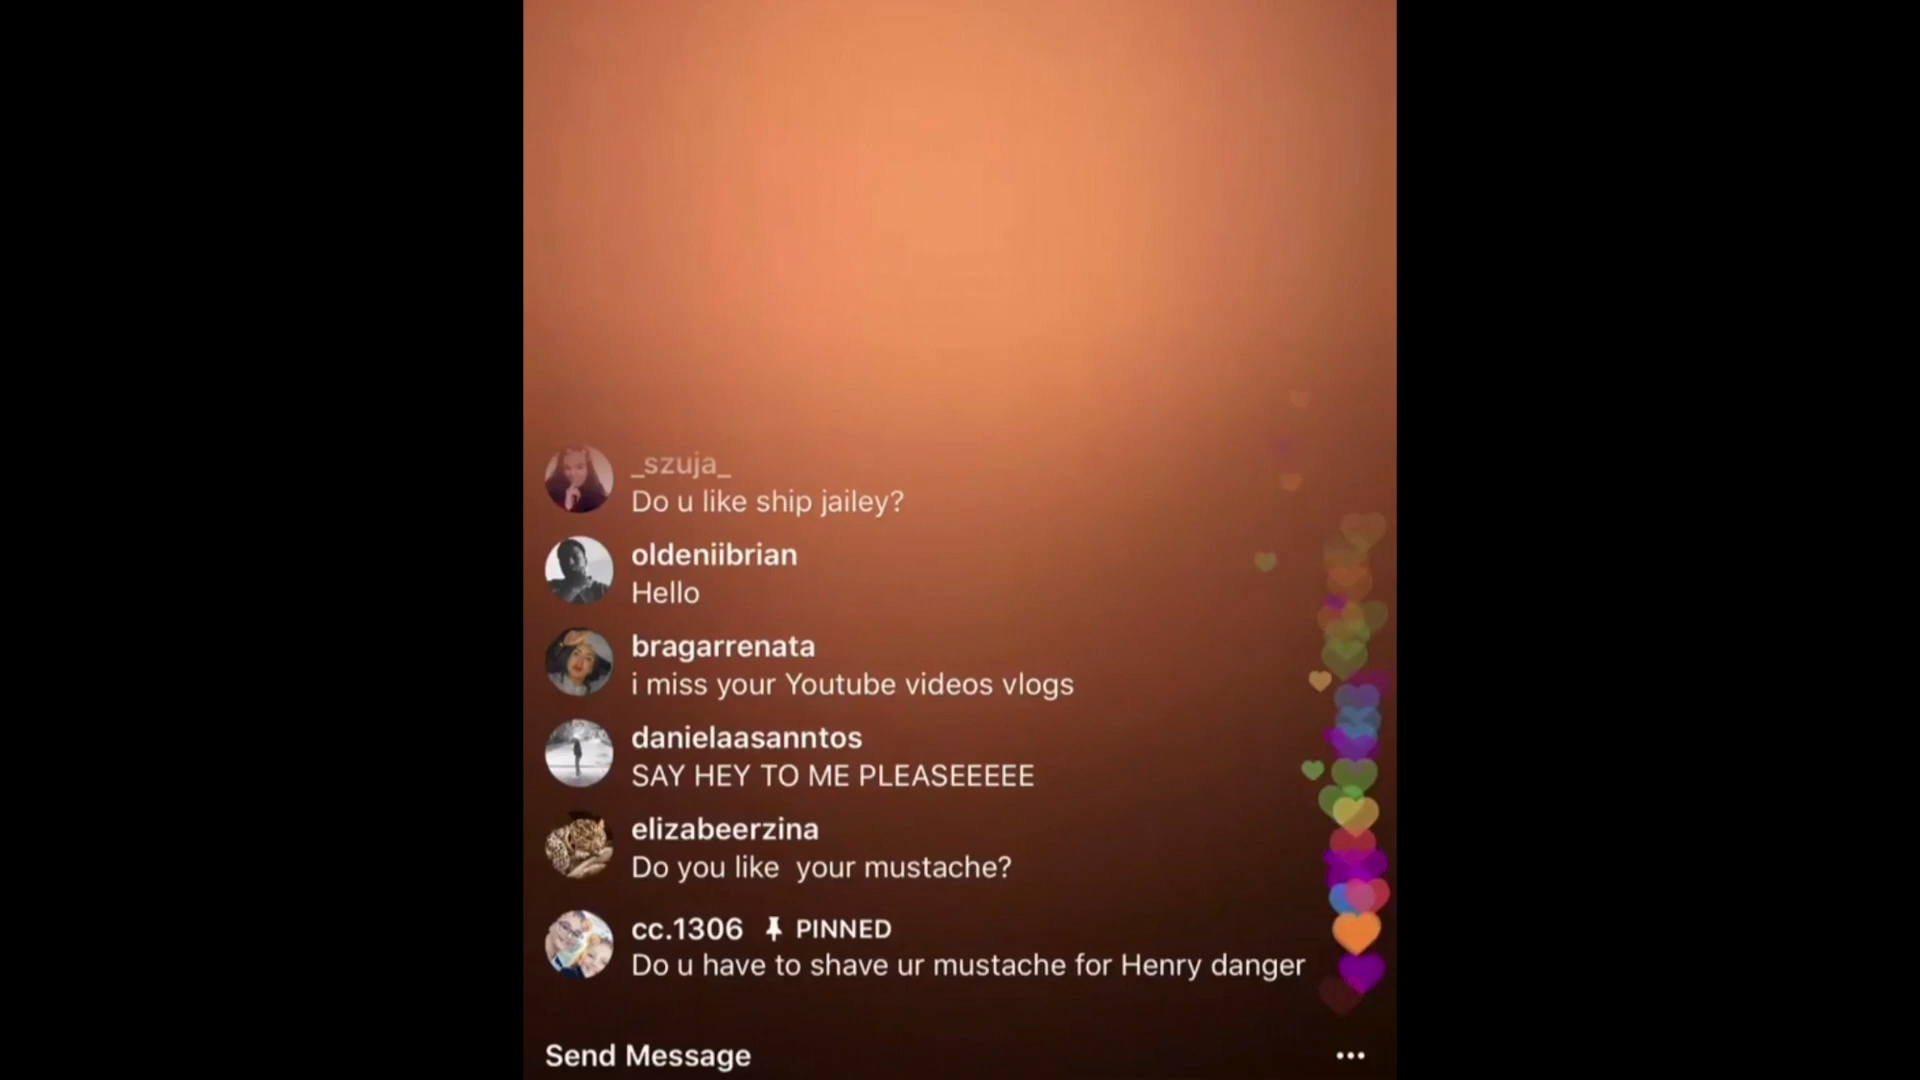 _szuja_
Do u like ship jailey?
oldeniibrian
Hello
bragarrenata
i miss your Youtube videos vlogs
danielaasanntos
SAY HEY TO ME PLEASEEEEE
elizabeerzina
Do you like  your mustache?
cc.1306 PINNED
Do u have to shave ur mustache for Henry danger
Send Message